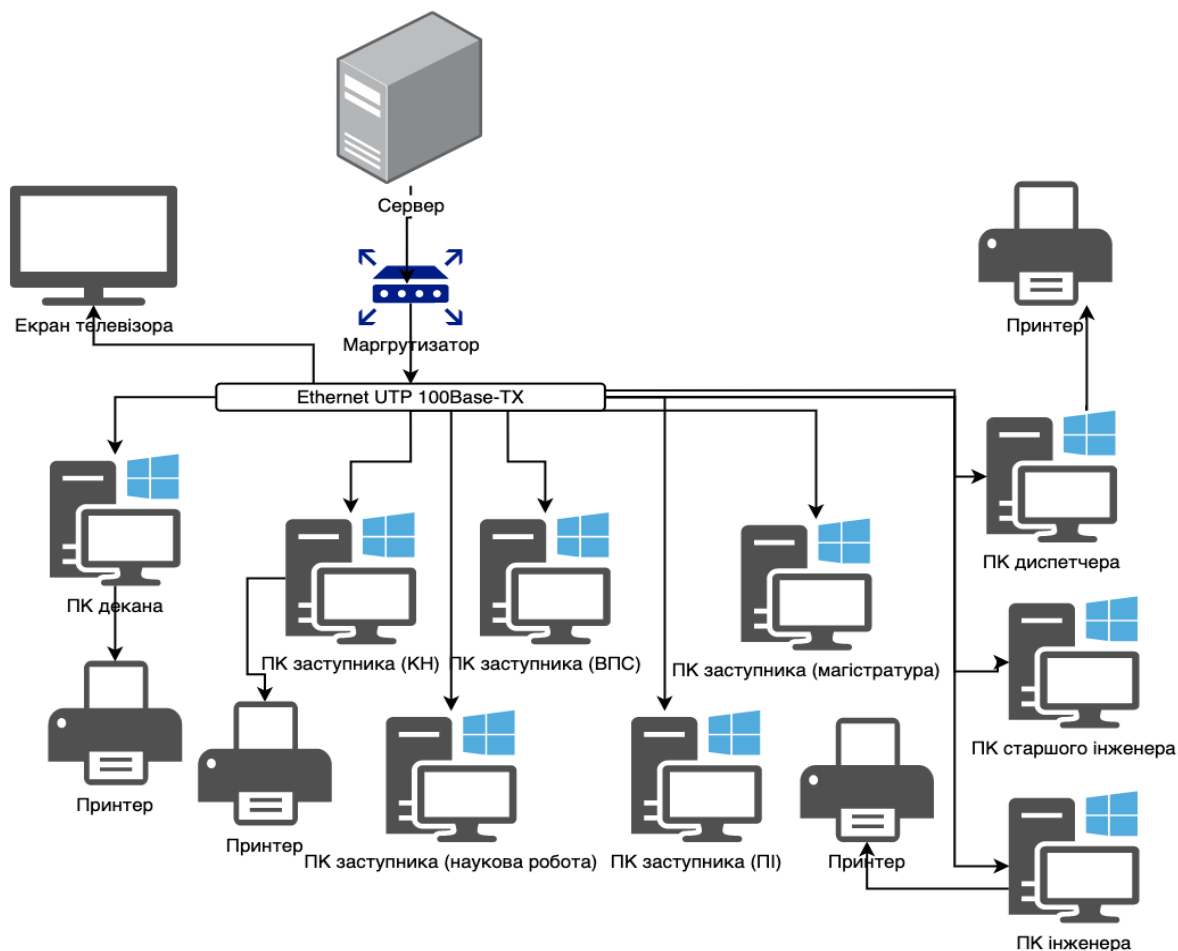 Сервер
Екран телевізора
Маргрутизатор
Принтер
Ethernet UTP 100Base-TX
ПК диспетчера
ПК декана
ПК заступника (КН)
ПК заступника (ВПС)
ПК заступника (магістратура)
ПК старшого інженера
Принтер
Принтер
ПК заступника (наукова робота)
ПК заступника (ПІ)
Принтер
ПК інженера